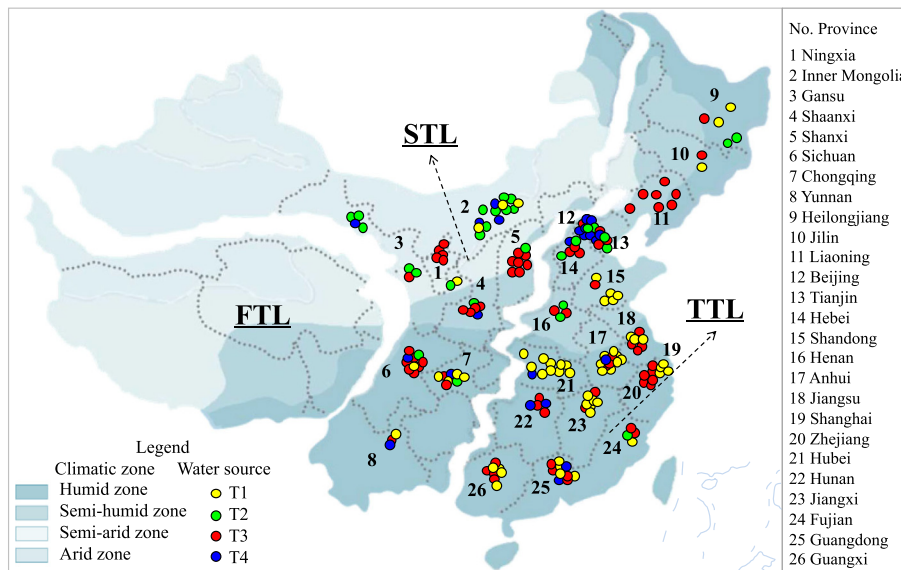 No. Province
1 Ningxia
2 Inner Mongolia
3 Gansu
4 Shaanxi
5 Shanxi
6 Sichuan
7 Chongqing
8 Yunnan
9 Heilongjiang
10 Jilin
11 Liaoning
12 Beijing
13 Tianjin
14 Hebei
15 Shandong
16 Henan
17 Anhui
18 Jiangsu
19 Shanghai
20 Zhejiang
21 Hubei
22 Hunan
23 Jiangxi
24 Fujian
25 Guangdong
26 Guangxi
9
STL
10
2
11
12
5
13
3
14
1
15
4
16
18
FTL
TTL
17
19
7
6
21
20
22
23
24
8
26
25
Legend
Climatic zone Water source
Humid zone T1
Semi-humid zone T2
Semi-arid zone T3
Arid zone T4